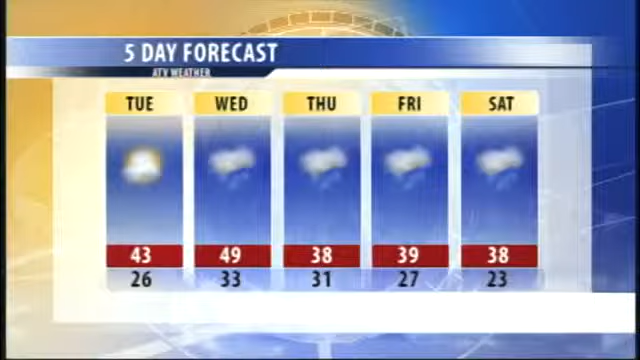 5 DAY FORECAST
ATV WEATHER
TUE WED THU FRI SAT
43 49 38 39 38
26 33 31 27 23